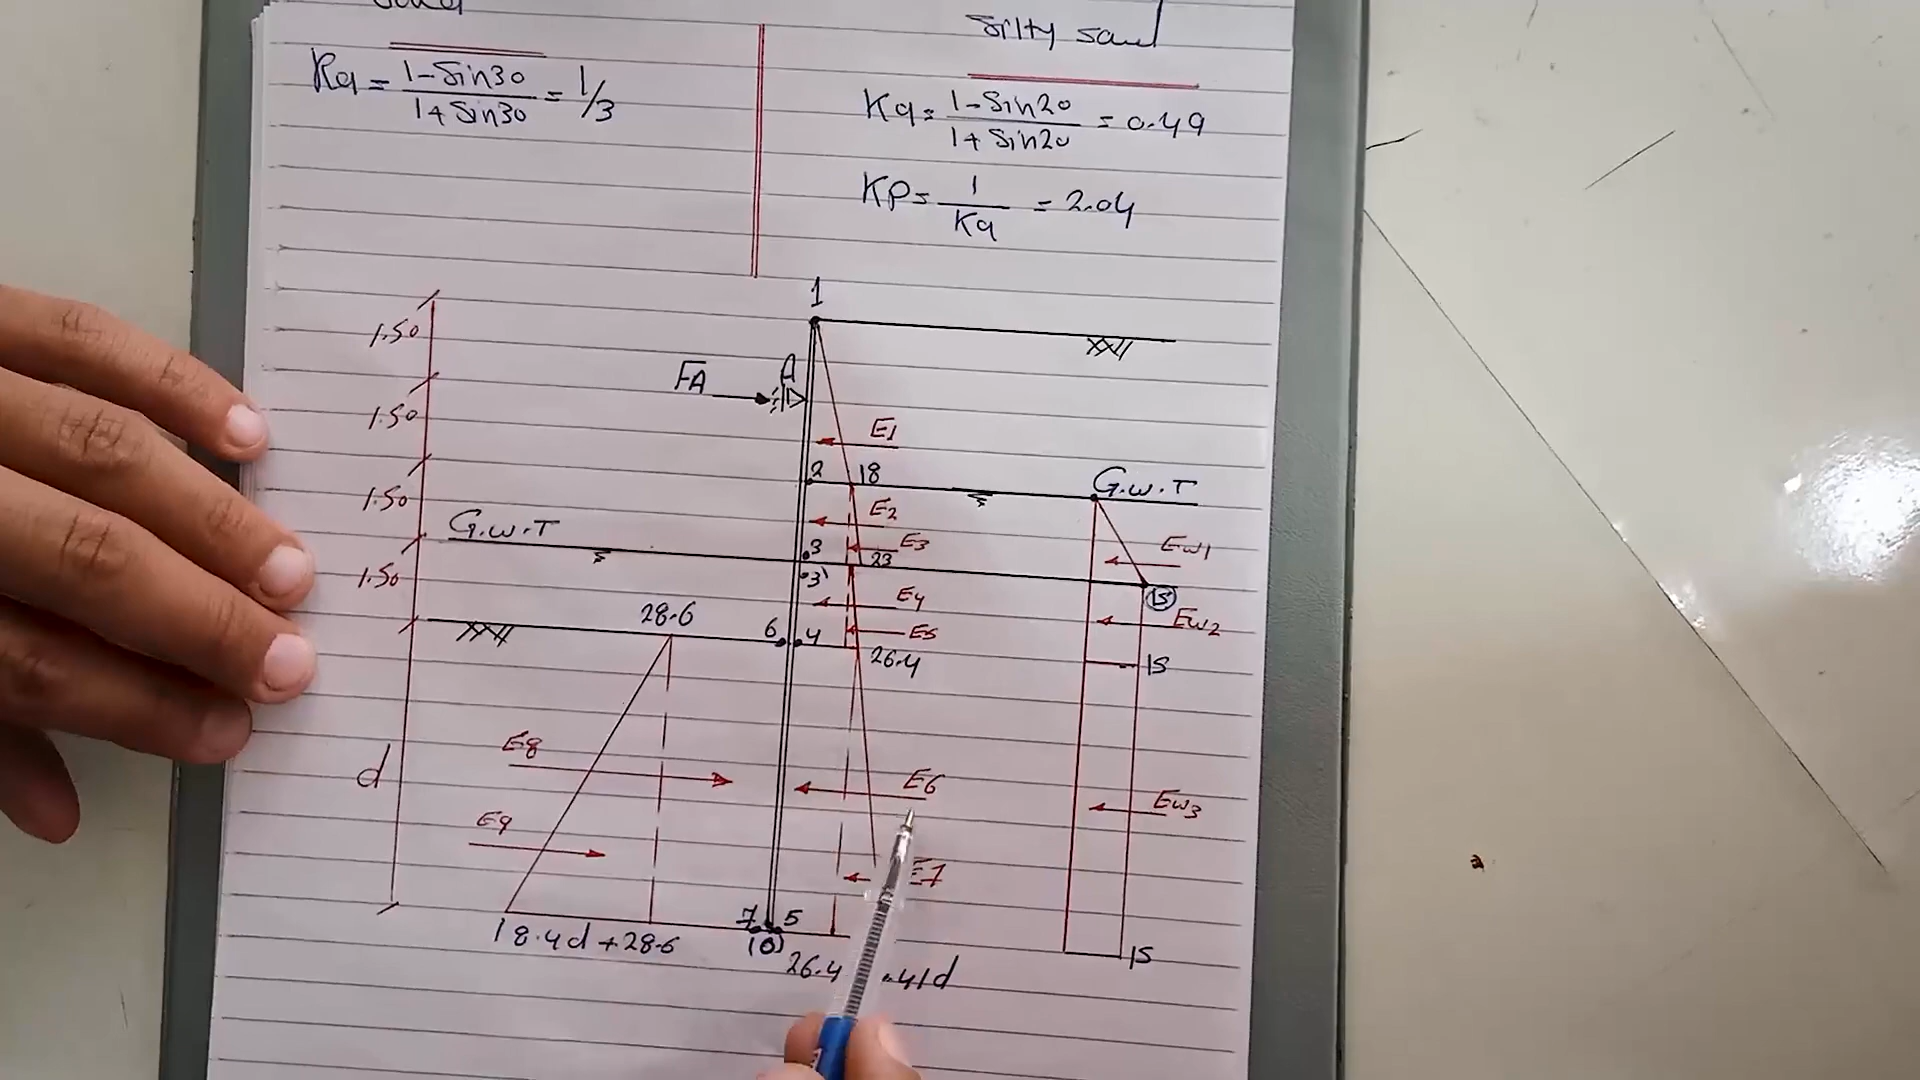 Silty sand
Ka = 1-Sin30 / 1+Sin30 = 1/3
Ka = 1-Sin20 / 1+Sin20 = 0.49
KP = 1 / Ka = 2.04
1
1.50
FA
A
1.50
E1
2
18
G.W.T
1.50
G.W.T
E2
3
E3
23
EW1
1.50
3'
E4
15
EW2
28.6
6
4
E5
26.4
15
E8
d
E6
EW3
E9
E7
7
5
18.4d+28.6
(0)
26.4
.41d
15